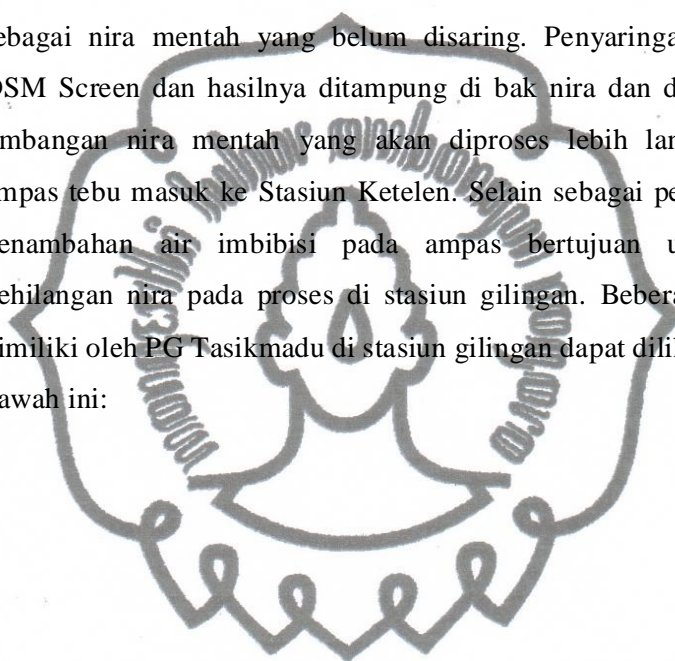 ebagai nira mentah yang belum disaring. Penyaringa
DSM Screen dan hasilnya ditampung di bak nira dan d
mbangan nira mentah yang akan diproses lebih lan
mpas tebu masuk ke Stasiun Ketelen. Selain sebagai pe
enambahan air imbibisi pada ampas bertujuan u
ehilangan nira pada proses di stasiun gilingan. Bebera
imiliki oleh PG Tasikmadu di stasiun gilingan dapat dili
awah ini: